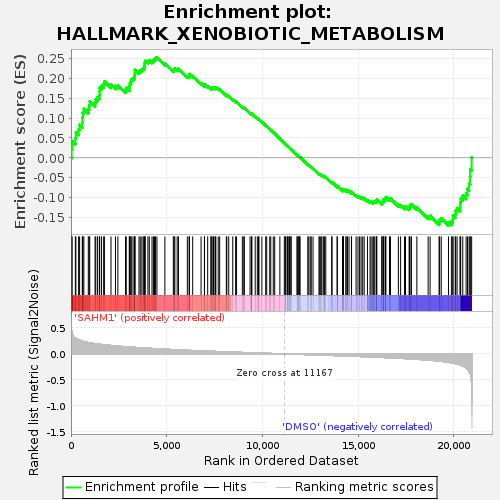 Enrichment plot:
HALLMARK_XENOBIOTIC_METABOLISM
Enrichment score (ES)
0.25
0.20
0.15
0.10
0.05
0.00
-0.05
-0.10
-0.15
'SAHM1' (positively correlated)
Ranked list metric (Signal2Noise)
0.5
0.0
-0.5
-1.0
-1.5
Zero cross at 11167
'DMSO' (negatively correlated)
0
5,000
10,000
15,000
20,000
Rank in Ordered Dataset
Enrichment profile
Hits
Ranking metric scores